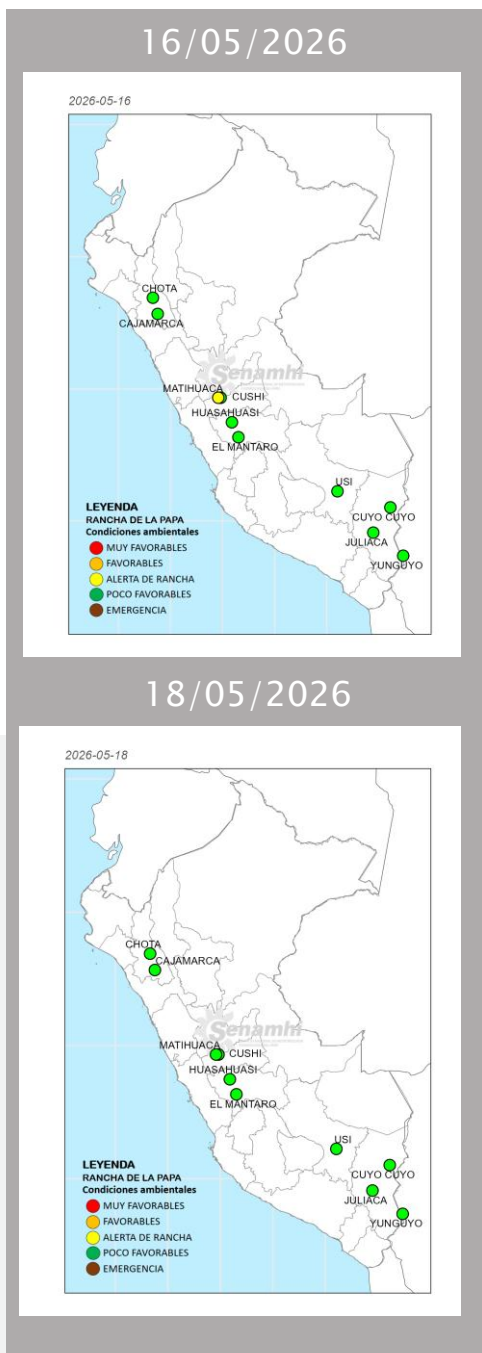 16/05/2026
2026-05-16
CHOTA
CAJAMARCA
Senamhi
MATIHUACA
CUSHI
HUASAHUASI
EL MANTARO
USI
CUYO CUYO
JULIACA
YUNGUYO
LEYENDA
RANCHA DE LA PAPA
Condiciones ambientales
MUY FAVORABLES
FAVORABLES
ALERTA DE RANCHA
POCO FAVORABLES
EMERGENCIA
18/05/2026
2026-05-18
CHOTA
CAJAMARCA
Senamhi
MATIHUACA
CUSHI
HUASAHUASI
EL MANTARO
USI
CUYO CUYO
JULIACA
YUNGUYO
LEYENDA
RANCHA DE LA PAPA
Condiciones ambientales
MUY FAVORABLES
FAVORABLES
ALERTA DE RANCHA
POCO FAVORABLES
EMERGENCIA